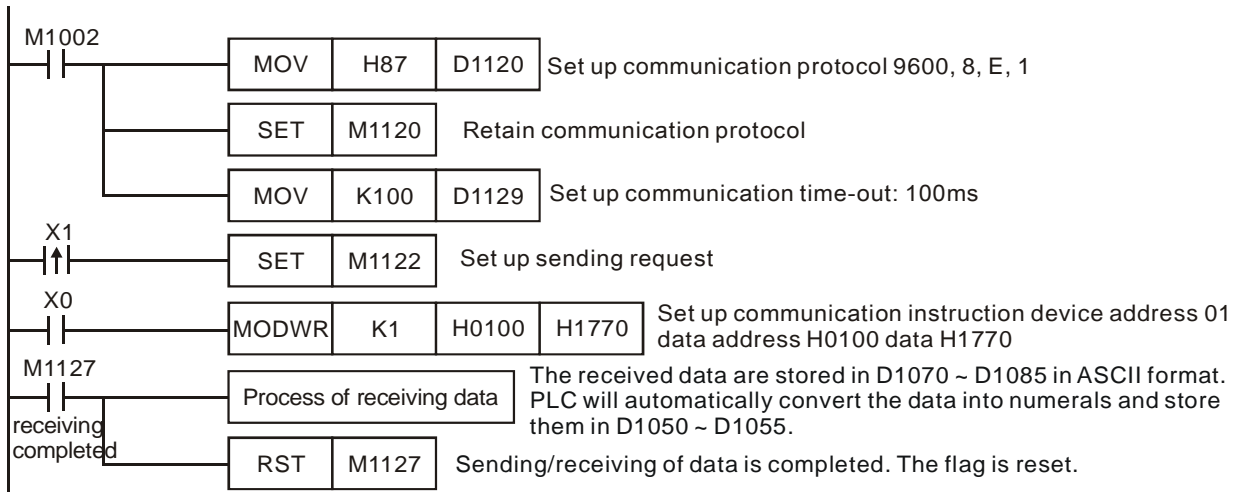 M1002
MOV H87 D1120 Set up communication protocol 9600, 8, E, 1
SET M1120 Retain communication protocol
MOV K100 D1129 Set up communication time-out: 100ms
X1
SET M1122 Set up sending request
X0
MODWR K1 H0100 H1770 Set up communication instruction device address 01
data address H0100 data H1770
M1127
receiving
completed
Process of receiving data
The received data are stored in D1070 ~ D1085 in ASCII format.
PLC will automatically convert the data into numerals and store
them in D1050 ~ D1055.
RST M1127 Sending/receiving of data is completed. The flag is reset.